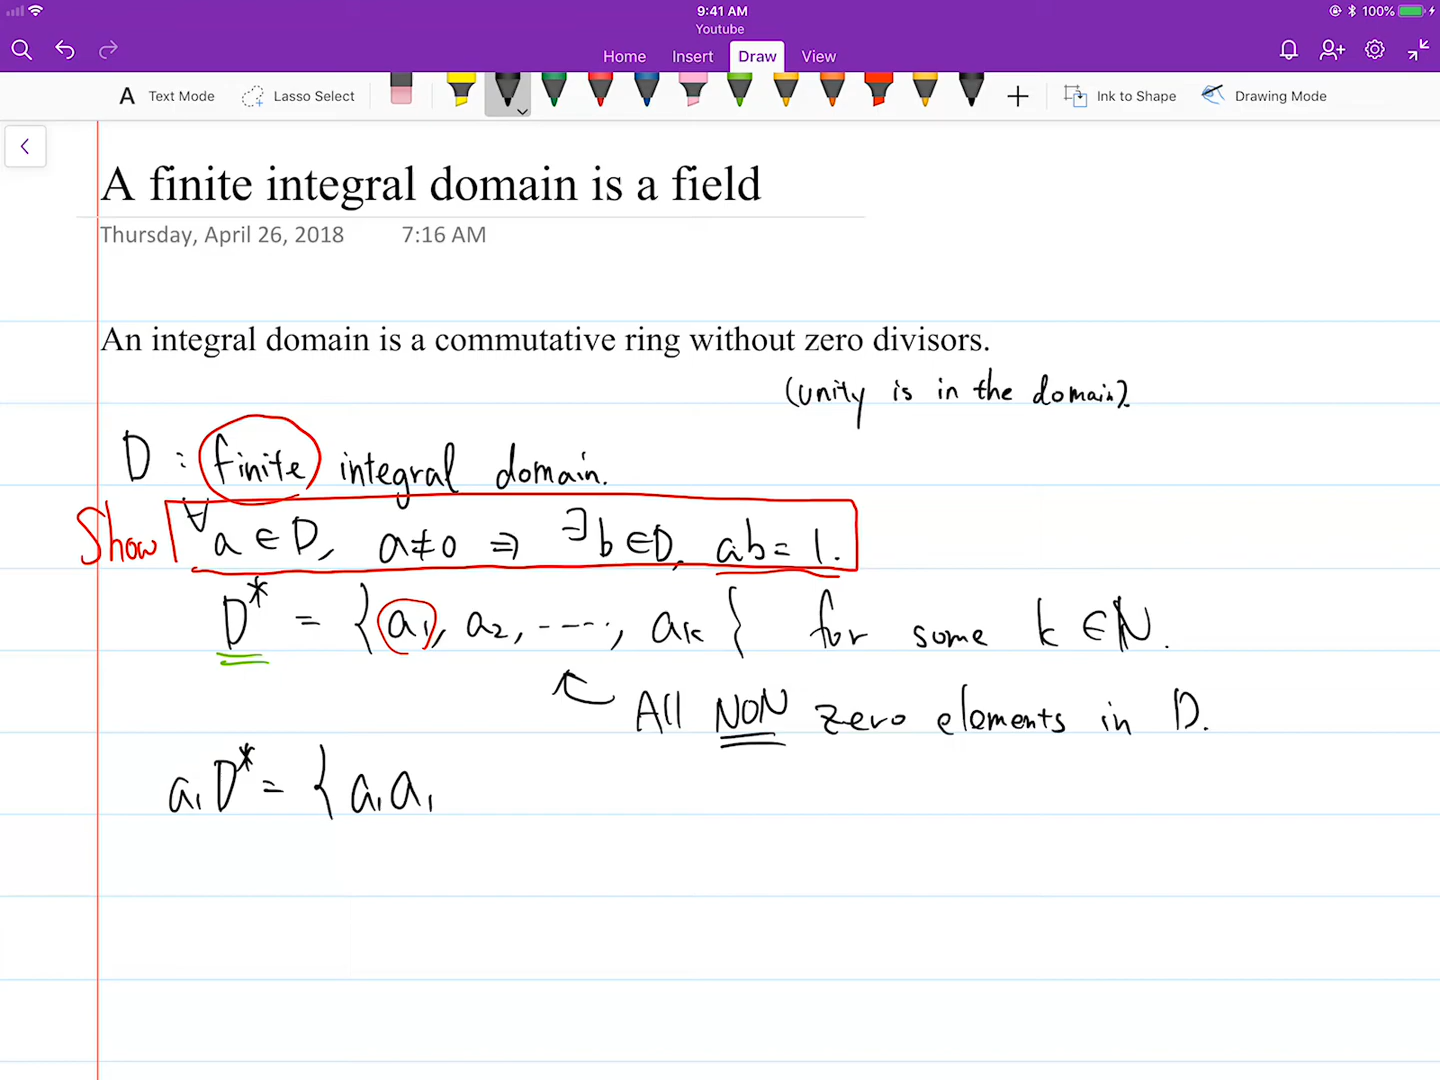 9:41 AM
100%
Youtube
Home Insert Draw View
Text Mode Lasso Select Ink to Shape Drawing Mode
A finite integral domain is a field
Thursday, April 26, 2018 7:16 AM
An integral domain is a commutative ring without zero divisors.
(unity is in the domain).
D : finite integral domain.
Show ∀a ∈ D, a ≠ 0 ⇒ ∃b ∈ D, ab = 1.
D* = { a₁, a₂, ----, aₖ } for some k ∈ ℕ.
All NON zero elements in D.
a₁D* = { a₁a₁